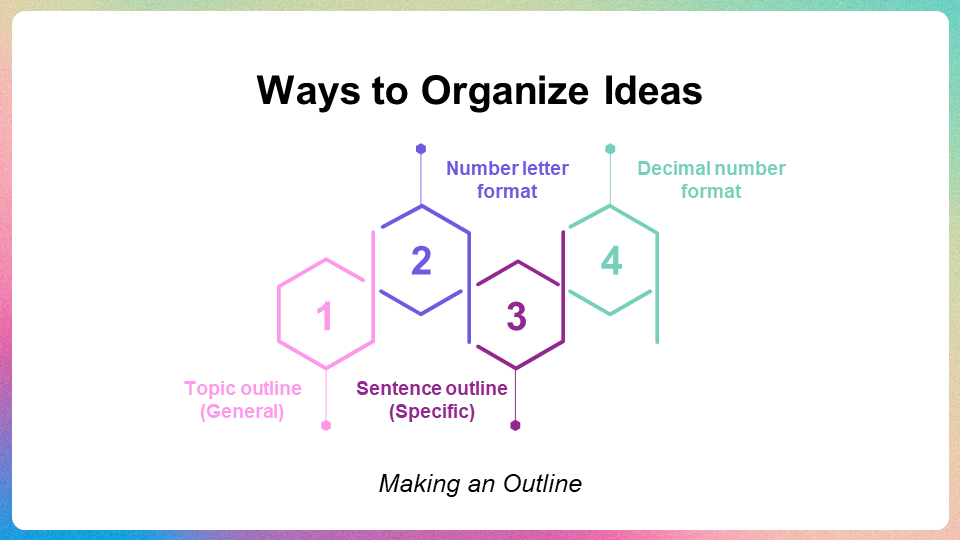 Ways to Organize Ideas
1
Topic outline
(General)
2
Number letter
format
3
Sentence outline
(Specific)
4
Decimal number
format
Making an Outline